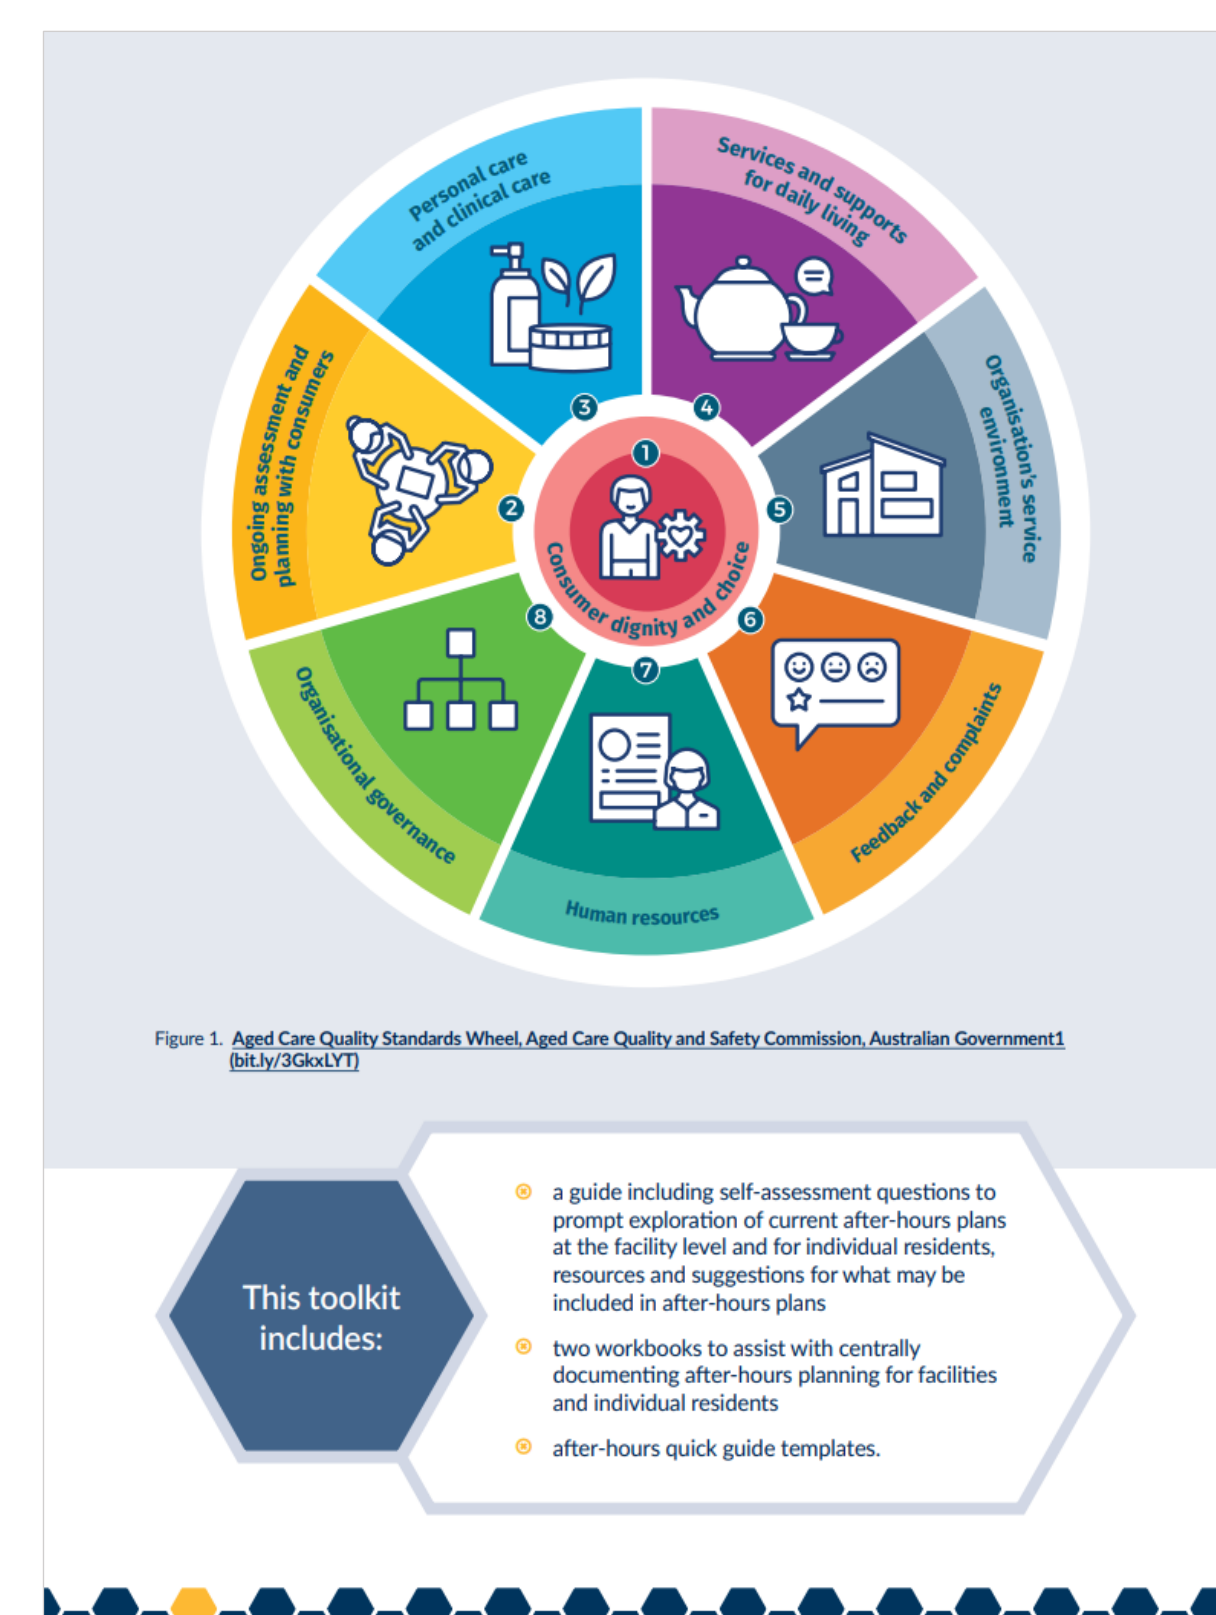 Personal care
and clinical care
Services and supports
for daily living
Ongoing assessment and
planning with consumers
Organisation's service
environment
3
4
1
2
5
Consumer dignity and choice
8
6
7
Organisational governance
Feedback and complaints
Human resources
Figure 1. Aged Care Quality Standards Wheel, Aged Care Quality and Safety Commission, Australian Government1
(bit.ly/3GkxLYT)
This toolkit
includes:
a guide including self-assessment questions to
prompt exploration of current after-hours plans
at the facility level and for individual residents,
resources and suggestions for what may be
included in after-hours plans
two workbooks to assist with centrally
documenting after-hours planning for facilities
and individual residents
after-hours quick guide templates.